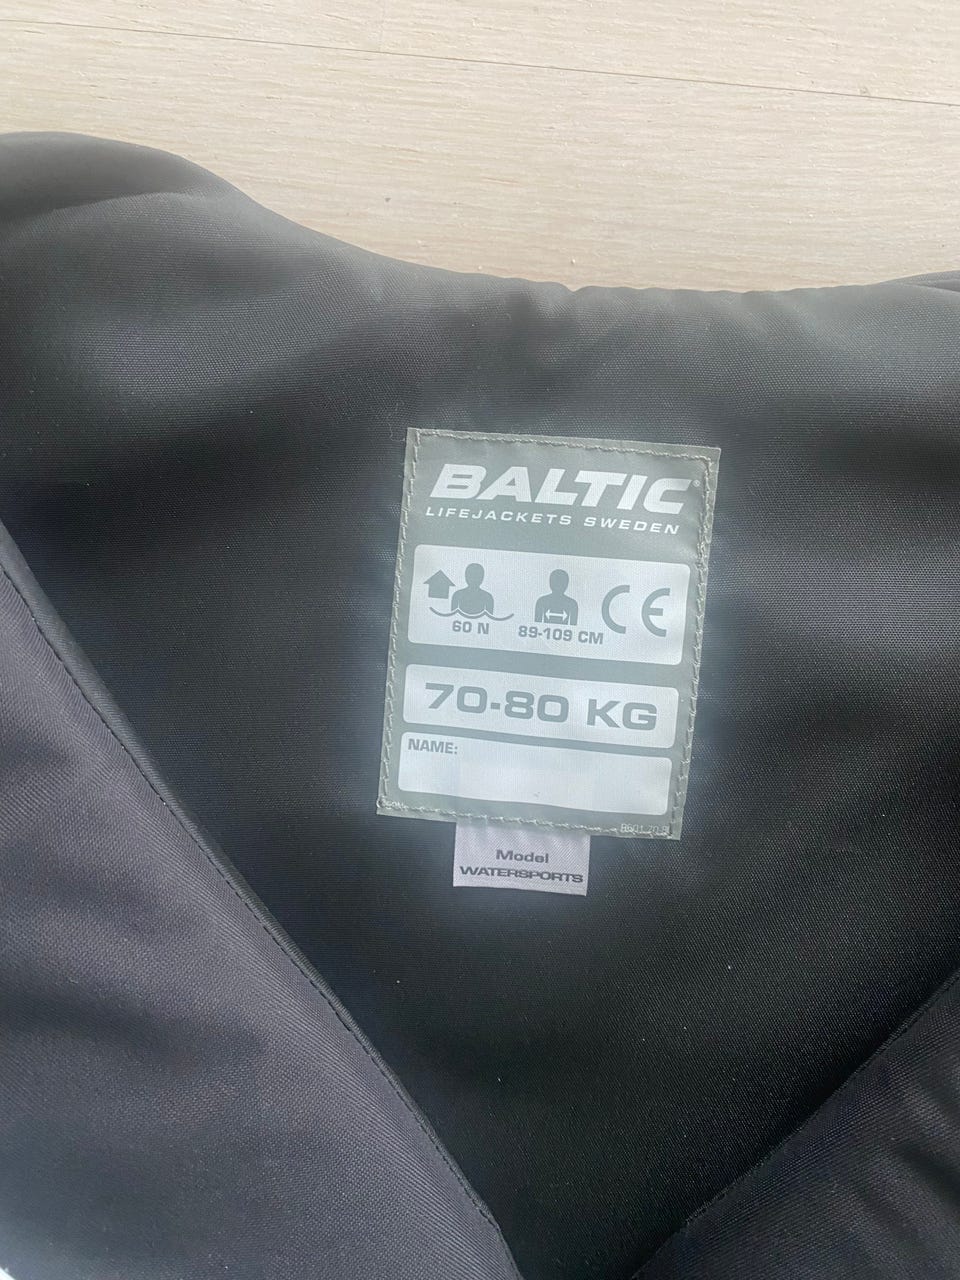 BALTIC®
LIFEJACKETS SWEDEN
60 N 89-109 CM CE
70-80 KG
NAME:
Model
WATERSPORTS